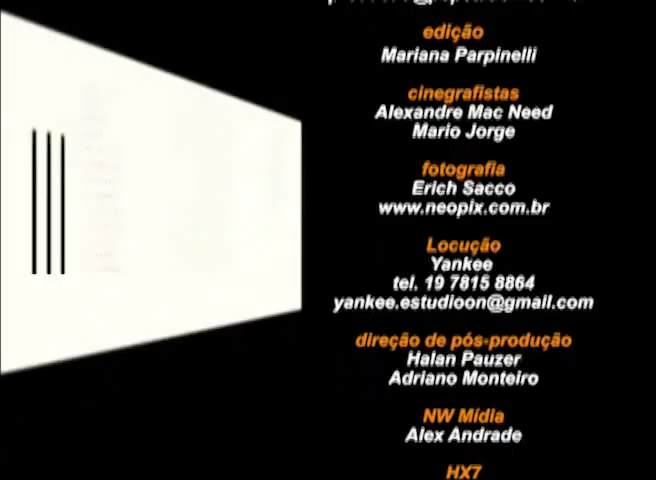 edição
Mariana Parpinelli
cinegrafistas
Alexandre Mac Need
Mario Jorge
fotografia
Erich Sacco
www.neopix.com.br
Locução
Yankee
tel. 19 7815 8864
yankee.estudioon@gmail.com
direção de pós-produção
Halan Pauzer
Adriano Monteiro
NW Mídia
Alex Andrade
HX7